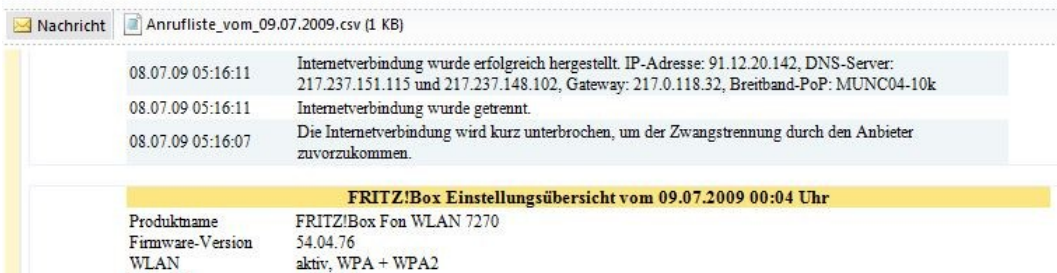 Nachricht Anrufliste_vom_09.07.2009.csv (1 KB)
08.07.09 05:16:11 Internetverbindung wurde erfolgreich hergestellt. IP-Adresse: 91.12.20.142, DNS-Server:
217.237.151.115 und 217.237.148.102, Gateway: 217.0.118.32, Breitband-PoP: MUNC04-10k
08.07.09 05:16:11 Internetverbindung wurde getrennt.
08.07.09 05:16:07 Die Internetverbindung wird kurz unterbrochen, um der Zwangstrennung durch den Anbieter
zuvorzukommen.
FRITZ!Box Einstellungsübersicht vom 09.07.2009 00:04 Uhr
Produktname FRITZ!Box Fon WLAN 7270
Firmware-Version 54.04.76
WLAN aktiv, WPA + WPA2